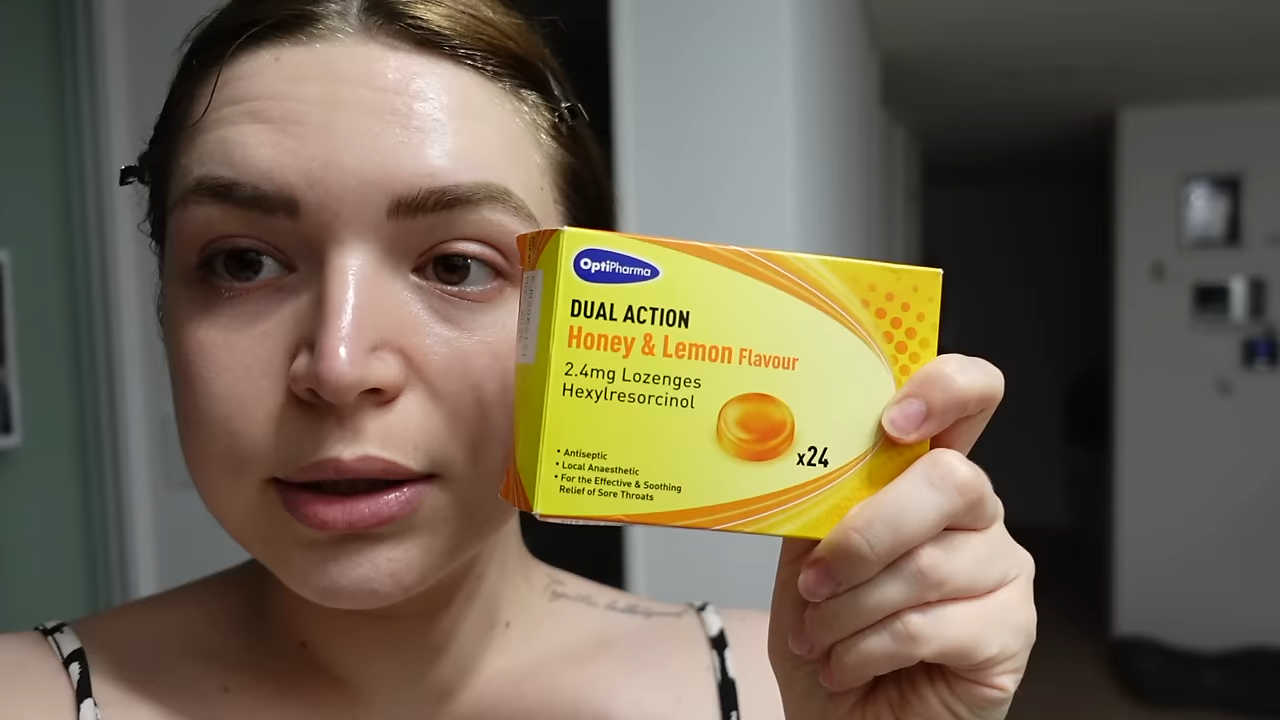 OptiPharma
DUAL ACTION
Honey & Lemon Flavour
2.4mg Lozenges
Hexylresorcinol
x24
• Antiseptic
• Local Anaesthetic
• For the Effective & Soothing
Relief of Sore Throats